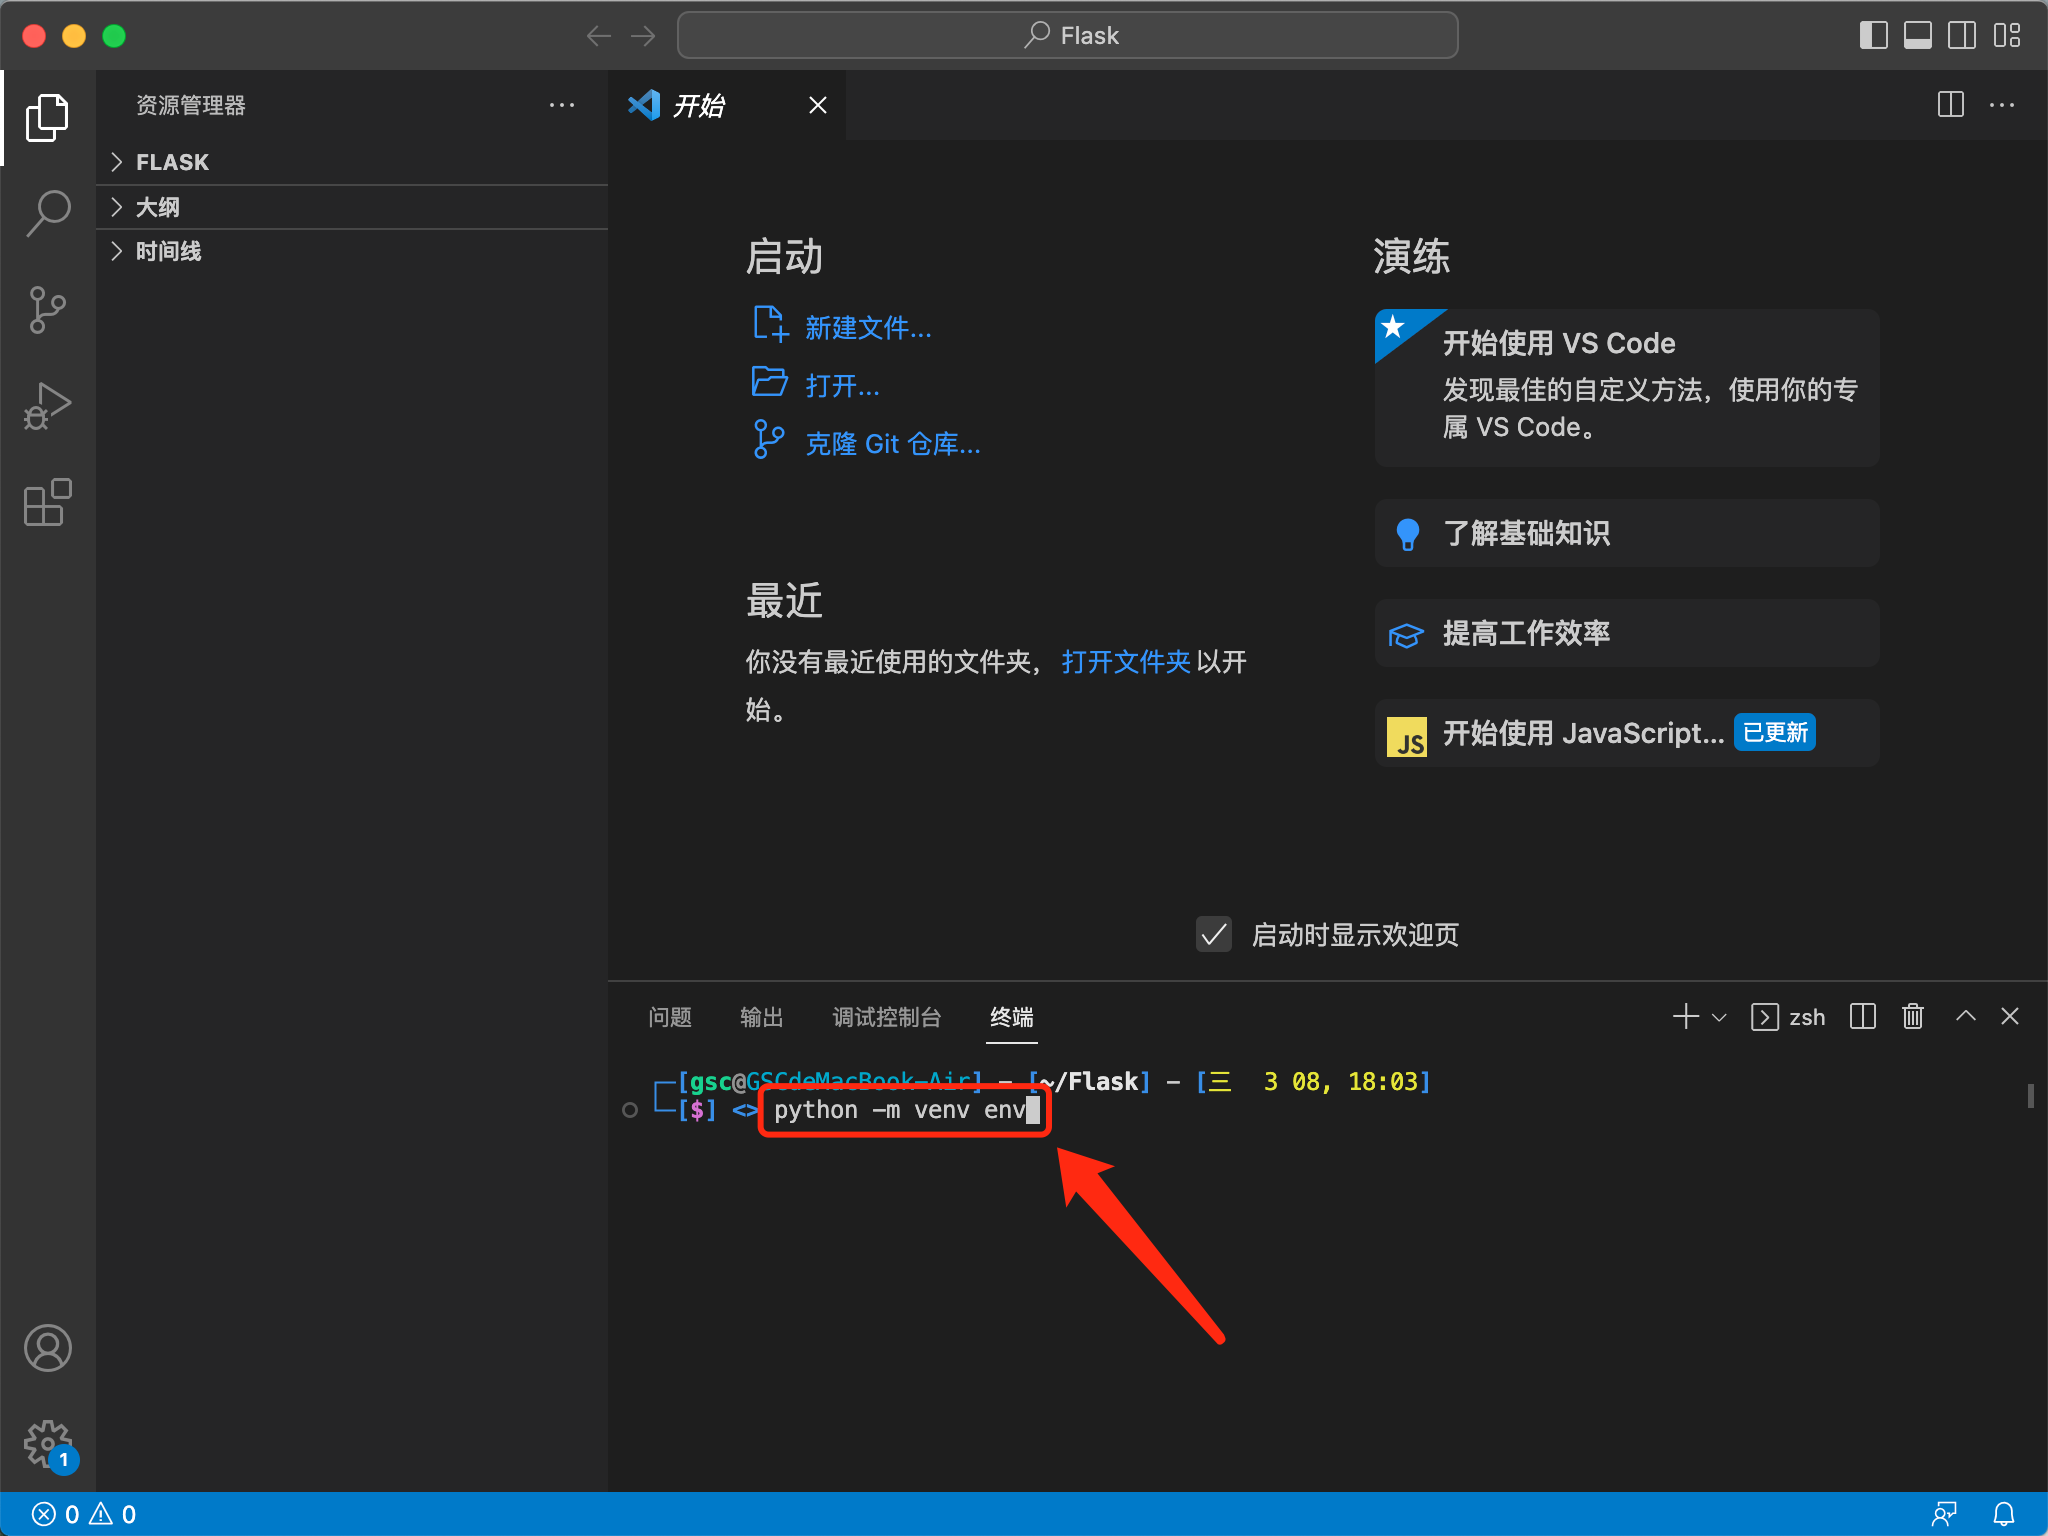 Flask
资源管理器
FLASK
大纲
时间线
开始
启动
新建文件...
打开...
克隆 Git 仓库...
最近
你没有最近使用的文件夹，打开文件夹以开
始。
演练
开始使用 VS Code
发现最佳的自定义方法，使用你的专
属 VS Code。
了解基础知识
提高工作效率
JS 开始使用 JavaScript... 已更新
启动时显示欢迎页
问题 输出 调试控制台 终端 zsh
[gsc@GSCdeMacBook-Air] - [~/Flask] - [三 3 08, 18:03]
[$] <> python -m venv env
1
0 0